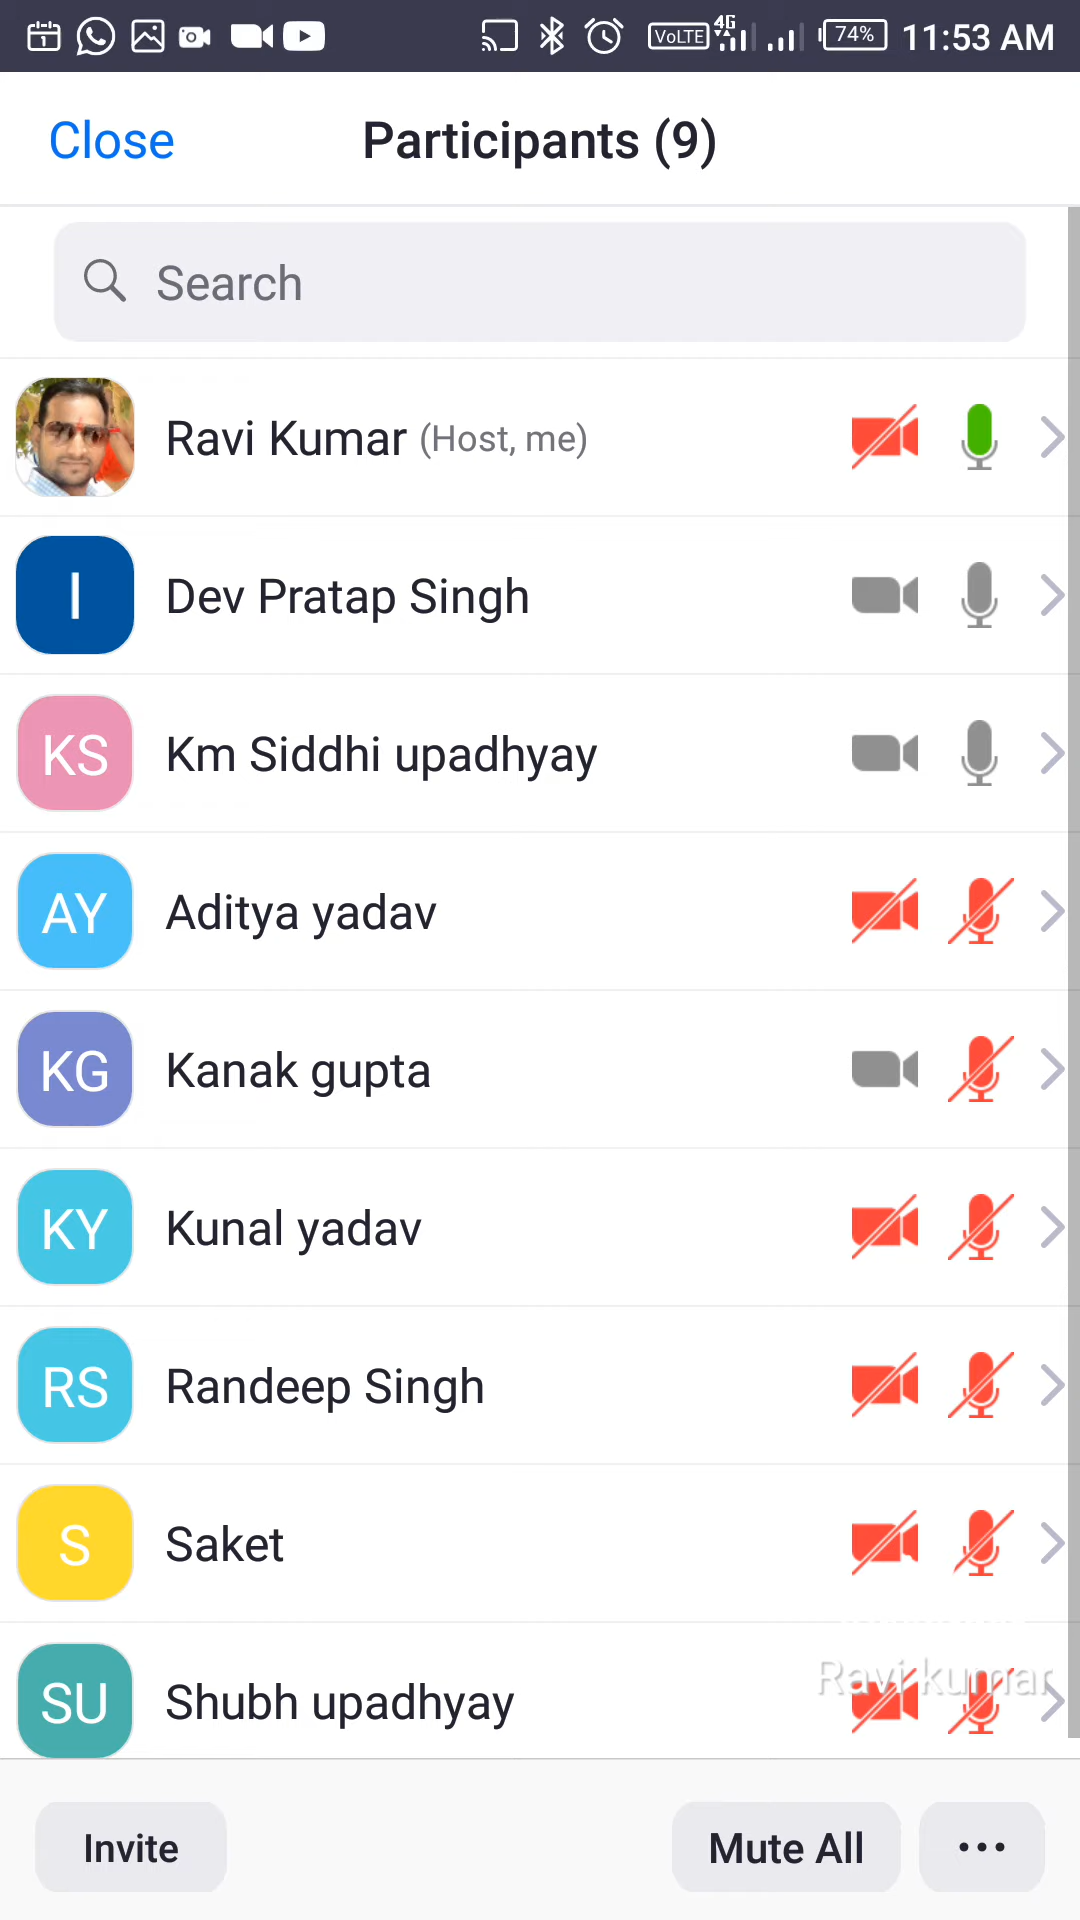 VoLTE 4G 74% 11:53 AM
Close Participants (9)
Search
Ravi Kumar (Host, me)
I Dev Pratap Singh
KS Km Siddhi upadhyay
AY Aditya yadav
KG Kanak gupta
KY Kunal yadav
RS Randeep Singh
S Saket
Ravi kumar
SU Shubh upadhyay
Invite Mute All